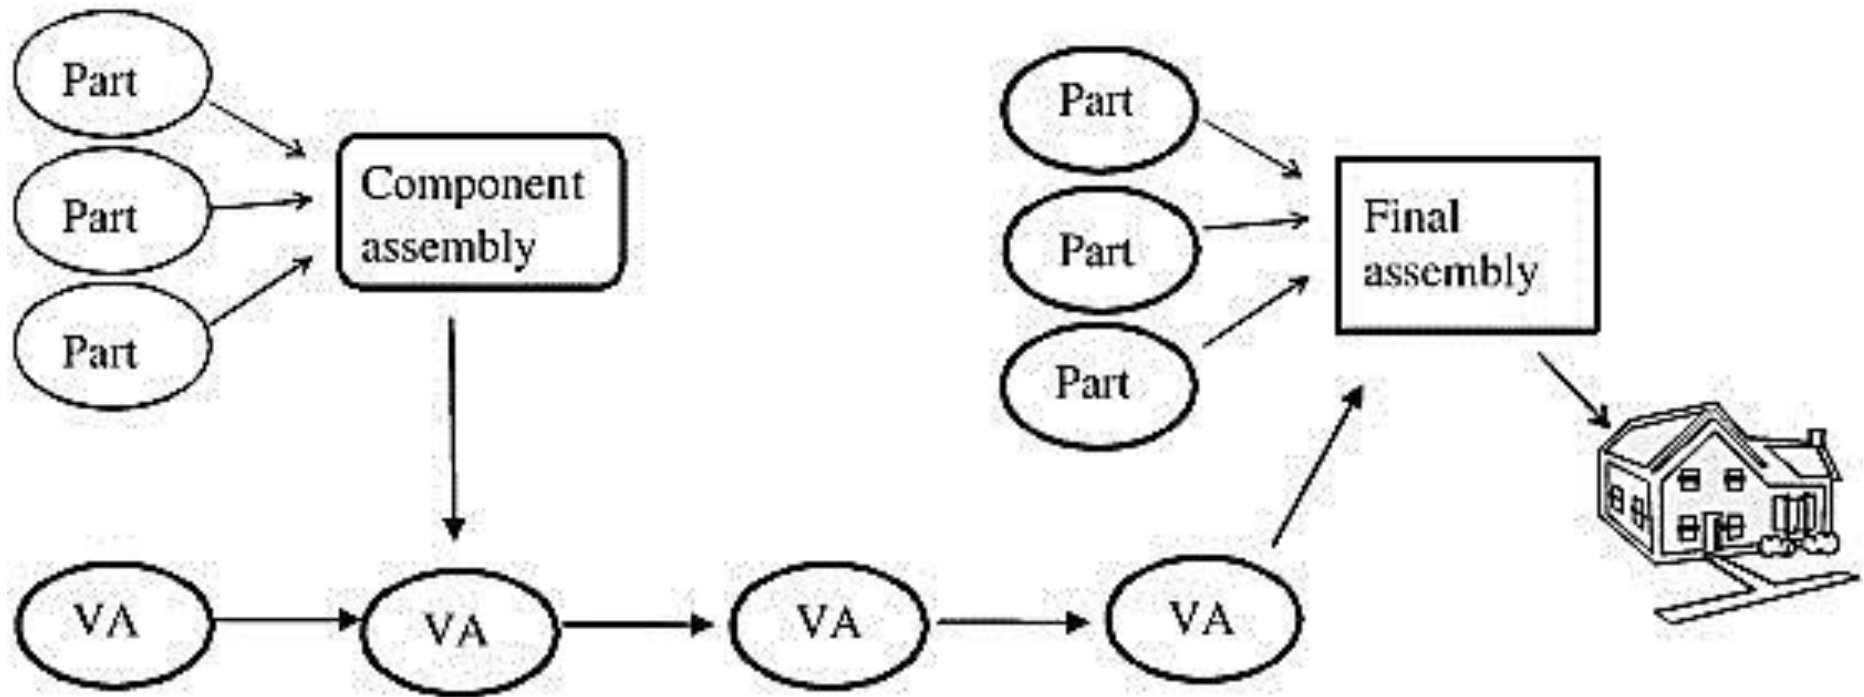 Part
Part
Part
Component
assembly
Part
Part
Part
Final
assembly
VA
VA
VA
VA